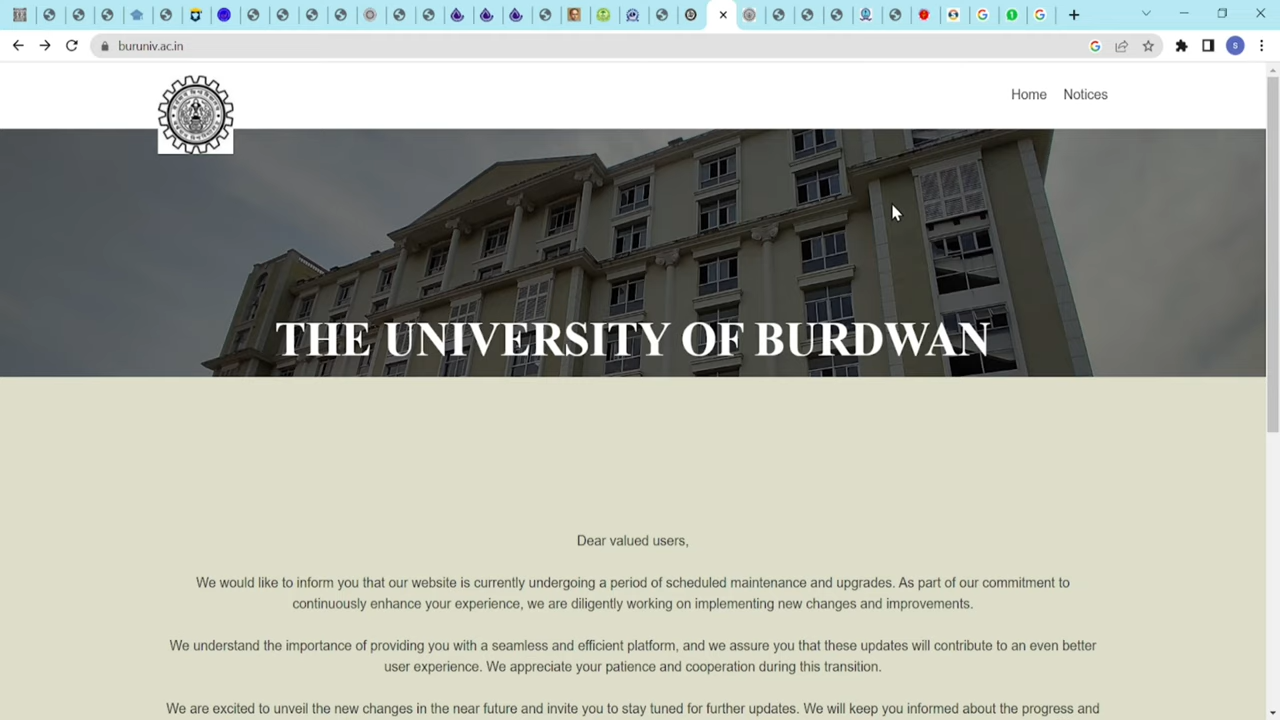 buruniv.ac.in
S
Home Notices
THE UNIVERSITY OF BURDWAN
Dear valued users,
We would like to inform you that our website is currently undergoing a period of scheduled maintenance and upgrades. As part of our commitment to
continuously enhance your experience, we are diligently working on implementing new changes and improvements.
We understand the importance of providing you with a seamless and efficient platform, and we assure you that these updates will contribute to an even better
user experience. We appreciate your patience and cooperation during this transition.
We are excited to unveil the new changes in the near future and invite you to stay tuned for further updates. We will keep you informed about the progress and